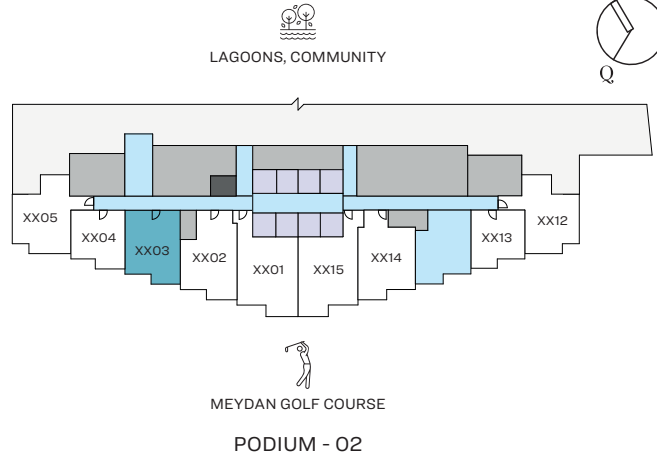 LAGOONS, COMMUNITY
Q
XX05
XX04
XX03
XX02
XX01
XX15
XX14
XX13
XX12
MEYDAN GOLF COURSE
PODIUM - 02